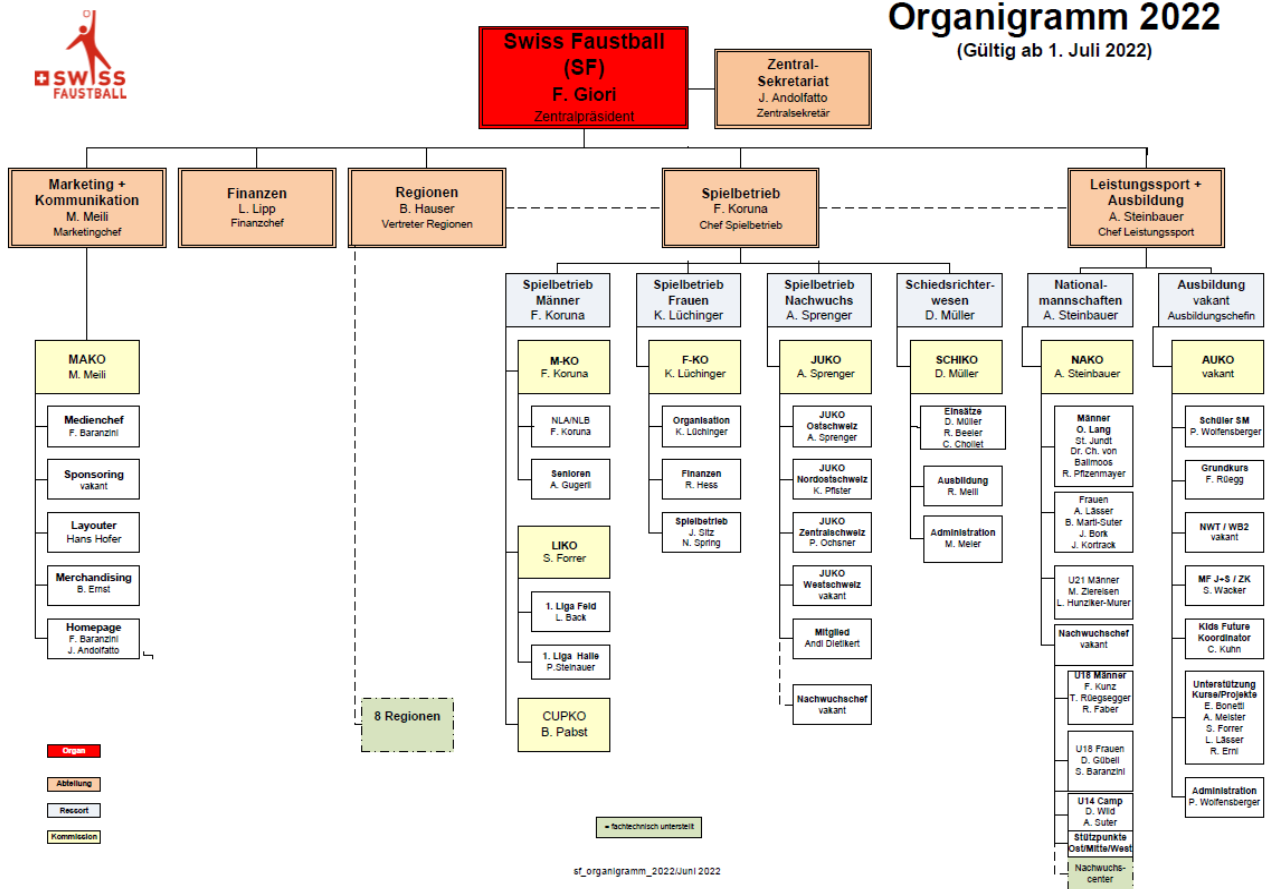 Organigramm 2022
(Gültig ab 1. Juli 2022)
SWISS
FAUSTBALL
Swiss Faustball
(SF)
F. Giori
Zentralpräsident
Zentral-
Sekretariat
J. Andolfatto
Zentralsekretär
Marketing +
Kommunikation
M. Meili
Marketingchef
Finanzen
L. Lipp
Finanzchef
Regionen
B. Hauser
Vertreter Regionen
Spielbetrieb
F. Koruna
Chef Spielbetrieb
Leistungssport +
Ausbildung
A. Steinbauer
Chef Leistungssport
Spielbetrieb
Männer
F. Koruna
Spielbetrieb
Frauen
K. Lüchinger
Spielbetrieb
Nachwuchs
A. Sprenger
Schiedsrichter-
wesen
D. Müller
National-
mannschaften
A. Steinbauer
Ausbildung
vakant
Ausbildungschefin
MAKO
M. Meili
Medienchef
F. Baranzini
Sponsoring
vakant
Layouter
Hans Hofer
Merchandising
B. Ernst
Homepage
F. Baranzini
J. Andolfatto
8 Regionen
M-KO
F. Koruna
NLA/NLB
F. Koruna
Senioren
A. Gugerli
LIKO
S. Forrer
1. Liga Feld
L. Back
1. Liga Halle
P.Steinauer
CUPKO
B. Pabst
F-KO
K. Lüchinger
Organisation
K. Lüchinger
Finanzen
R. Hess
Spielbetrieb
J. Sitz
N. Spring
JUKO
A. Sprenger
JUKO
Ostschweiz
A. Sprenger
JUKO
Nordostschweiz
K. Pfister
JUKO
Zentralschweiz
P. Ochsner
JUKO
Westschweiz
vakant
Mitglied
Andi Dietikert
Nachwuchschef
vakant
SCHIKO
D. Müller
Einsätze
D. Müller
R. Beeler
C. Chollet
Ausbildung
R. Meili
Administration
M. Meier
NAKO
A. Steinbauer
Männer
O. Lang
St. Jundt
Dr. Ch. von
Ballmoos
R. Pfizenmayer
Frauen
A. Lässer
B. Marti-Suter
J. Bork
J. Kortrack
U21 Männer
M. Ziereisen
L. Hunziker-Murer
Nachwuchschef
vakant
U18 Männer
F. Kunz
T. Rüegsegger
R. Faber
U18 Frauen
D. Gübeli
S. Baranzini
U14 Camp
D. Wild
A. Suter
Stützpunkte
Ost/Mitte/West
Nachwuchs-
center
AUKO
vakant
Schüler SM
P. Wolfensberger
Grundkurs
F. Rüegg
NWT / WB2
vakant
MF J+S / ZK
S. Wacker
Kids Future
Koordinator
C. Kuhn
Unterstützung
Kurse/Projekte
E. Bonetti
A. Meister
S. Forrer
L. Lässer
R. Erni
Administration
P. Wolfensberger
Organ
Abteilung
Ressort
Kommission
= fachtechnisch unterstellt
sf_organigramm_2022/Juni 2022